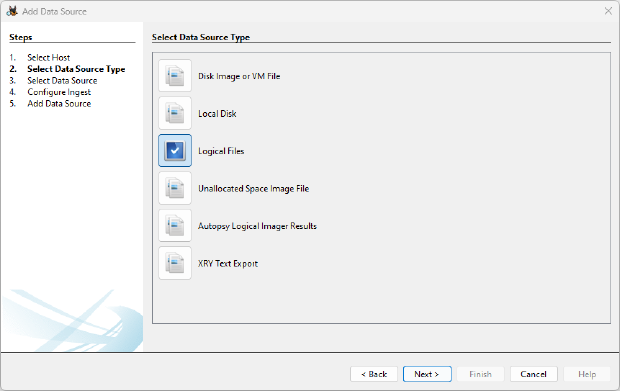 Add Data Source
Steps
1. Select Host
2. Select Data Source Type
3. Select Data Source
4. Configure Ingest
5. Add Data Source
Select Data Source Type
Disk Image or VM File
Local Disk
Logical Files
Unallocated Space Image File
Autopsy Logical Imager Results
XRY Text Export
< Back
Next >
Finish
Cancel
Help